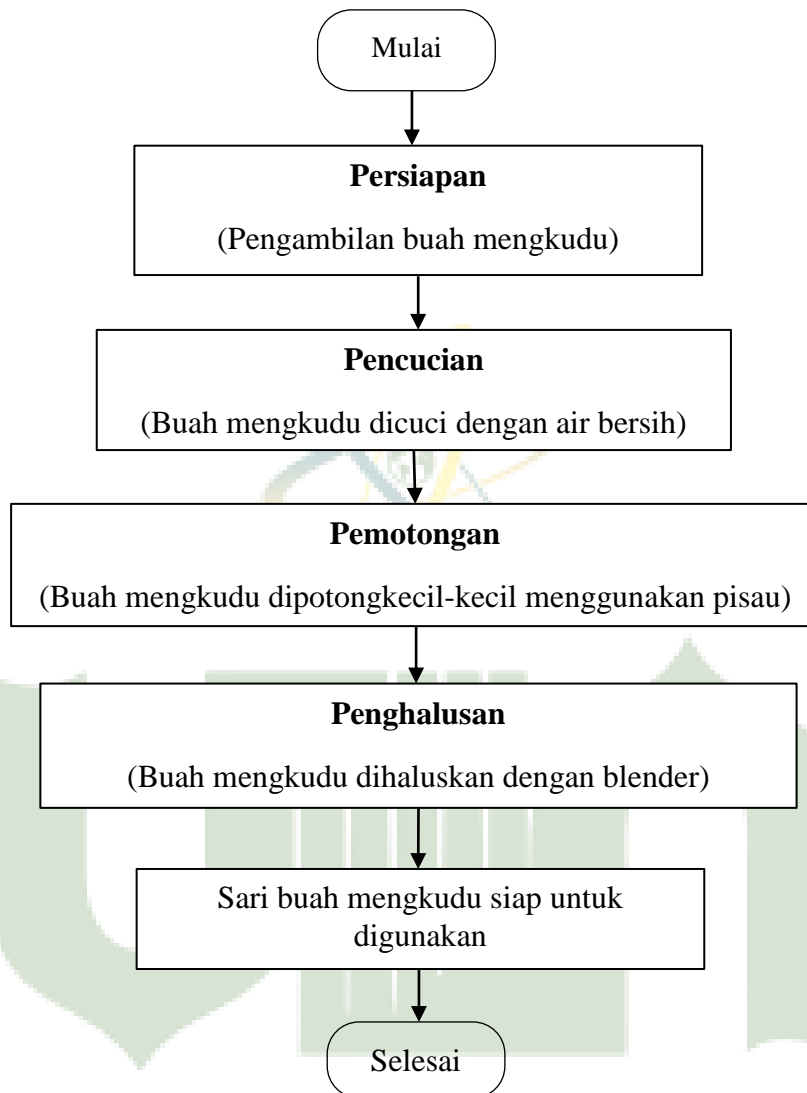 Mulai
Persiapan
(Pengambilan buah mengkudu)
Pencucian
(Buah mengkudu dicuci dengan air bersih)
Pemotongan
(Buah mengkudu dipotongkecil-kecil menggunakan pisau)
Penghalusan
(Buah mengkudu dihaluskan dengan blender)
Sari buah mengkudu siap untuk
digunakan
Selesai